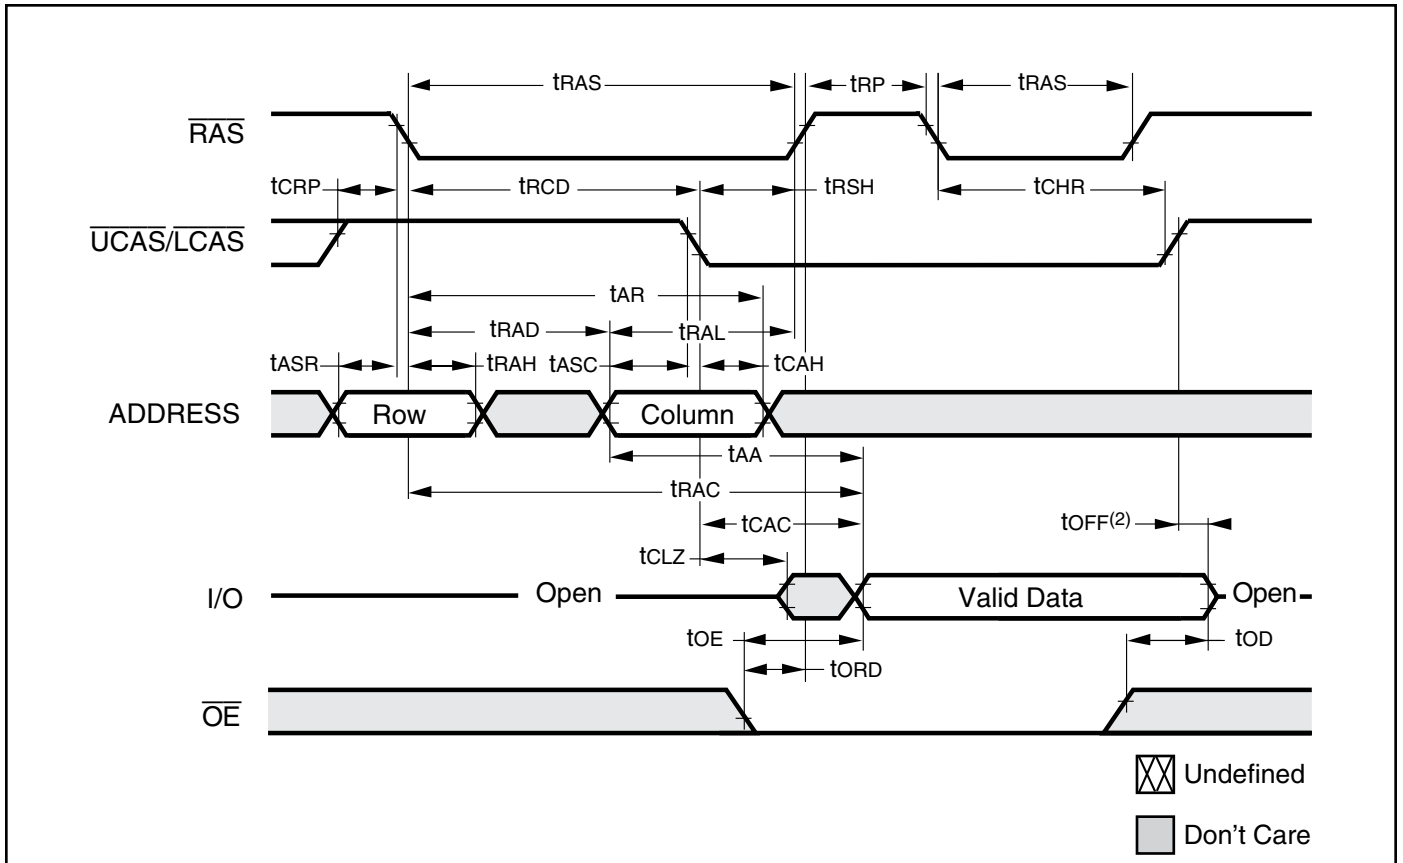 tRAS tRP tRAS
RAS
tCRP tRCD tRSH tCHR
UCAS/LCAS
tAR
tRAD tRAL
tASR tRAH tASC tCAH
ADDRESS Row Column
tAA
tRAC
tCAC tOFF(2)
tCLZ
I/O Open Valid Data Open
tOE tOD
tORD
OE
Undefined
Don't Care